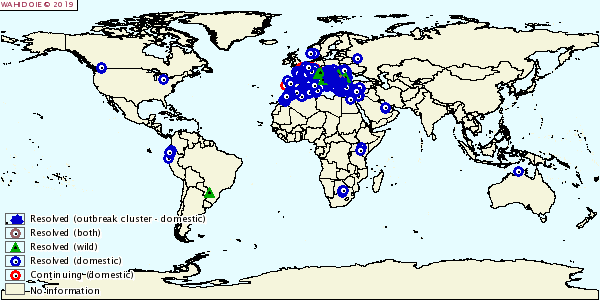 WAHID OIE © 2019
Resolved (outbreak cluster - domestic)
Resolved (both)
Resolved (wild)
Resolved (domestic)
Continuing (domestic)
No information